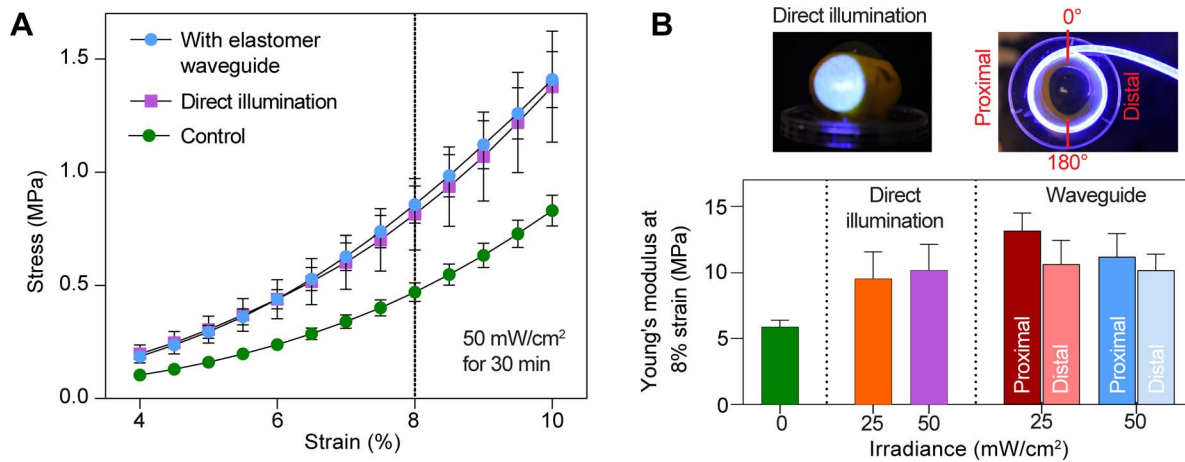 A
With elastomer
waveguide
Direct illumination
Control
Stress (MPa)
1.5
1.0
0.5
0.0
50 mW/cm²
for 30 min
4
6
8
10
Strain (%)
B
Direct illumination
0°
Proximal
Distal
180°
Young's modulus at
8% strain (MPa)
15
10
5
0
Direct
illumination
Waveguide
Proximal
Distal
Proximal
Distal
0
25
50
25
50
Irradiance (mW/cm²)